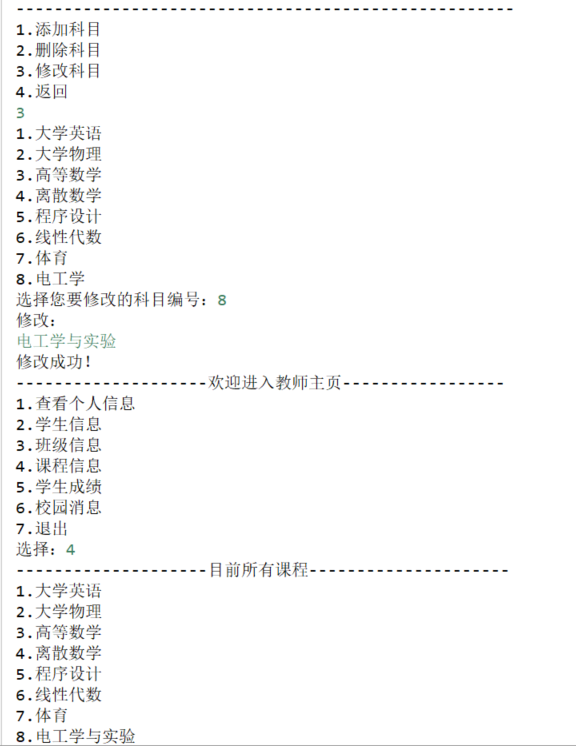 ----------------------------------------------------
1.添加科目
2.删除科目
3.修改科目
4.返回
3
1.大学英语
2.大学物理
3.高等数学
4.离散数学
5.程序设计
6.线性代数
7.体育
8.电工学
选择您要修改的科目编号：8
修改：
电工学与实验
修改成功！
--------------------欢迎进入教师主页-----------------
1.查看个人信息
2.学生信息
3.班级信息
4.课程信息
5.学生成绩
6.校园消息
7.退出
选择：4
--------------------目前所有课程---------------------
1.大学英语
2.大学物理
3.高等数学
4.离散数学
5.程序设计
6.线性代数
7.体育
8.电工学与实验